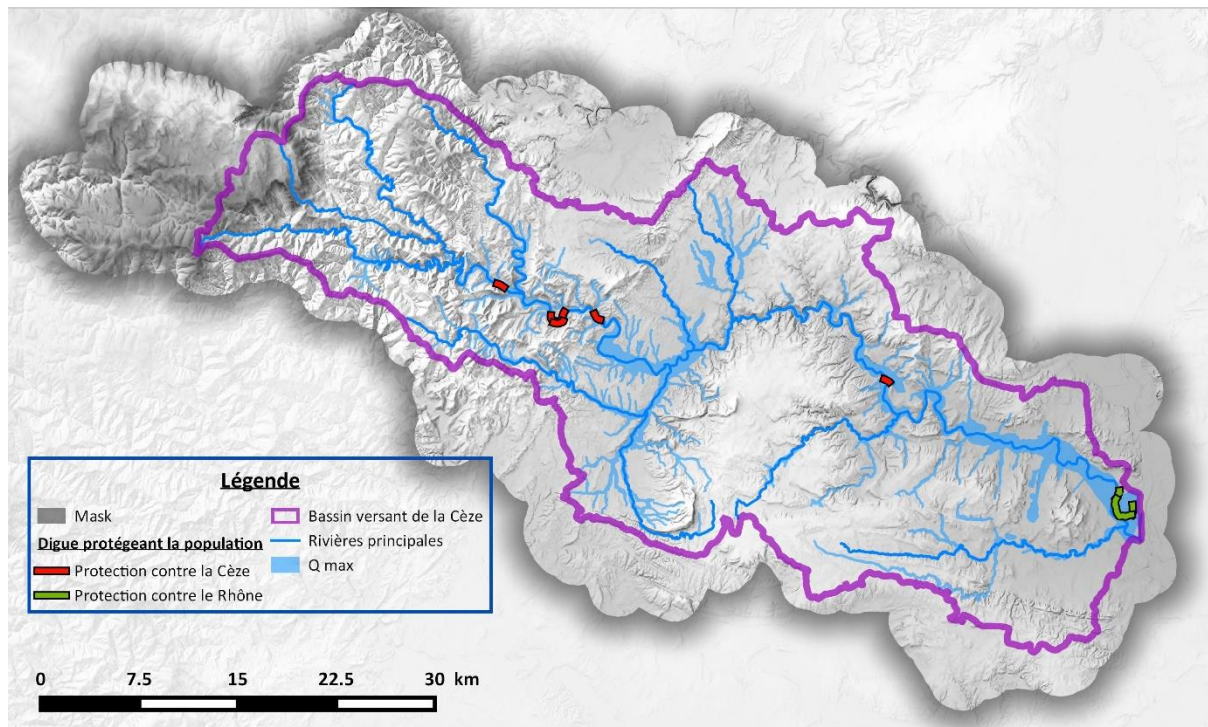 Légende
Mask
Bassin versant de la Cèze
Digue protégeant la population
Rivières principales
Protection contre la Cèze
Q max
Protection contre le Rhône
0 7.5 15 22.5 30 km